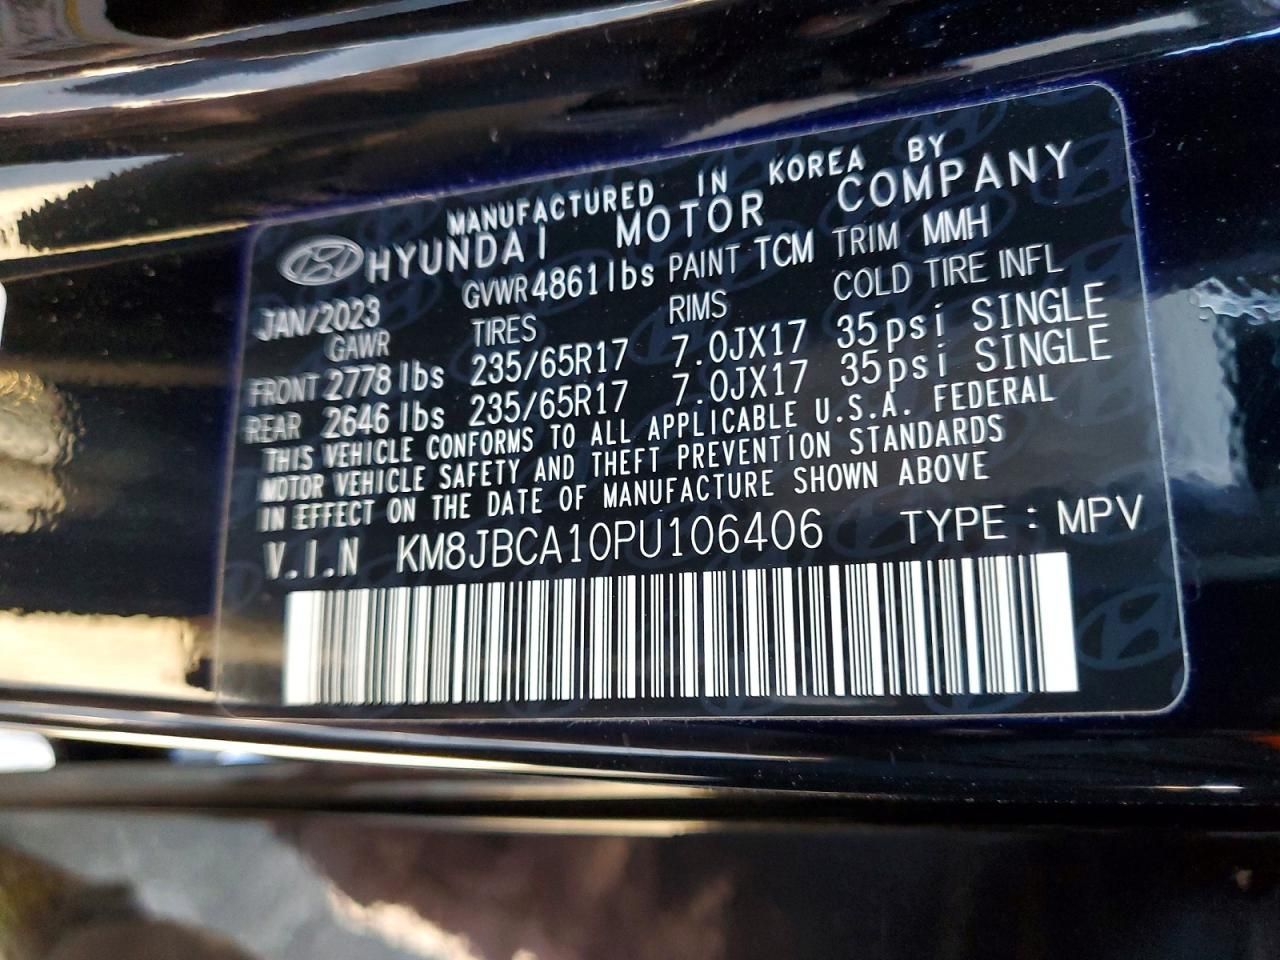 MANUFACTURED IN KOREA BY
HYUNDAI MOTOR COMPANY
JAN/2023 GVWR 4861lbs PAINT TCM TRIM MMH
GAWR TIRES RIMS COLD TIRE INFL
FRONT 2778 lbs 235/65R17 7.0JX17 35psi SINGLE
REAR 2646 lbs 235/65R17 7.0JX17 35psi SINGLE
THIS VEHICLE CONFORMS TO ALL APPLICABLE U.S.A. FEDERAL
MOTOR VEHICLE SAFETY AND THEFT PREVENTION STANDARDS
IN EFFECT ON THE DATE OF MANUFACTURE SHOWN ABOVE
V.I.N KM8JBCA10PU106406 TYPE : MPV